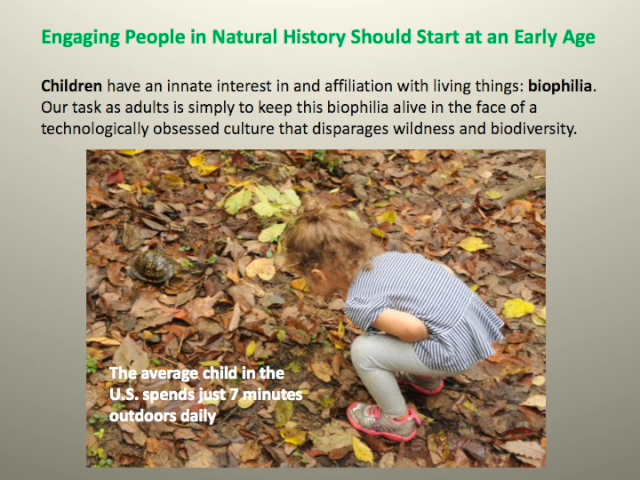 Engaging People in Natural History Should Start at an Early Age
Children have an innate interest in and affiliation with living things: biophilia.
Our task as adults is simply to keep this biophilia alive in the face of a
technologically obsessed culture that disparages wildness and biodiversity.
The average child in the
U.S. spends just 7 minutes
outdoors daily